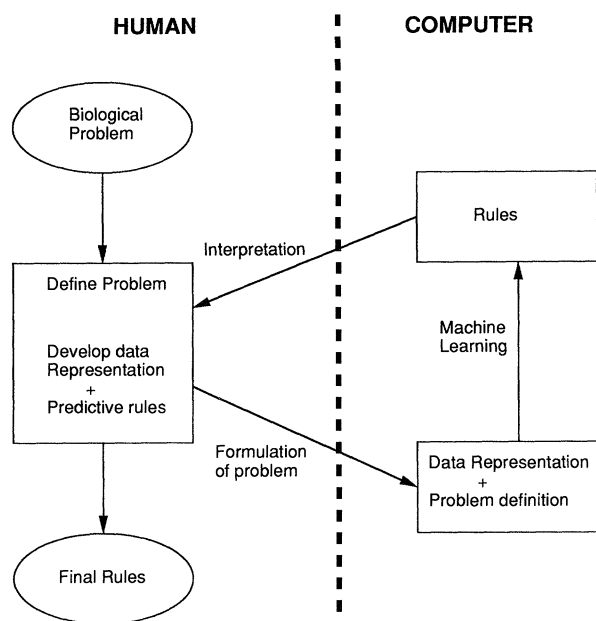 HUMAN
COMPUTER
Biological
Problem
Rules
Interpretation
Define Problem
Develop data
Representation
+
Predictive rules
Machine
Learning
Formulation
of problem
Data Representation
+
Problem definition
Final Rules